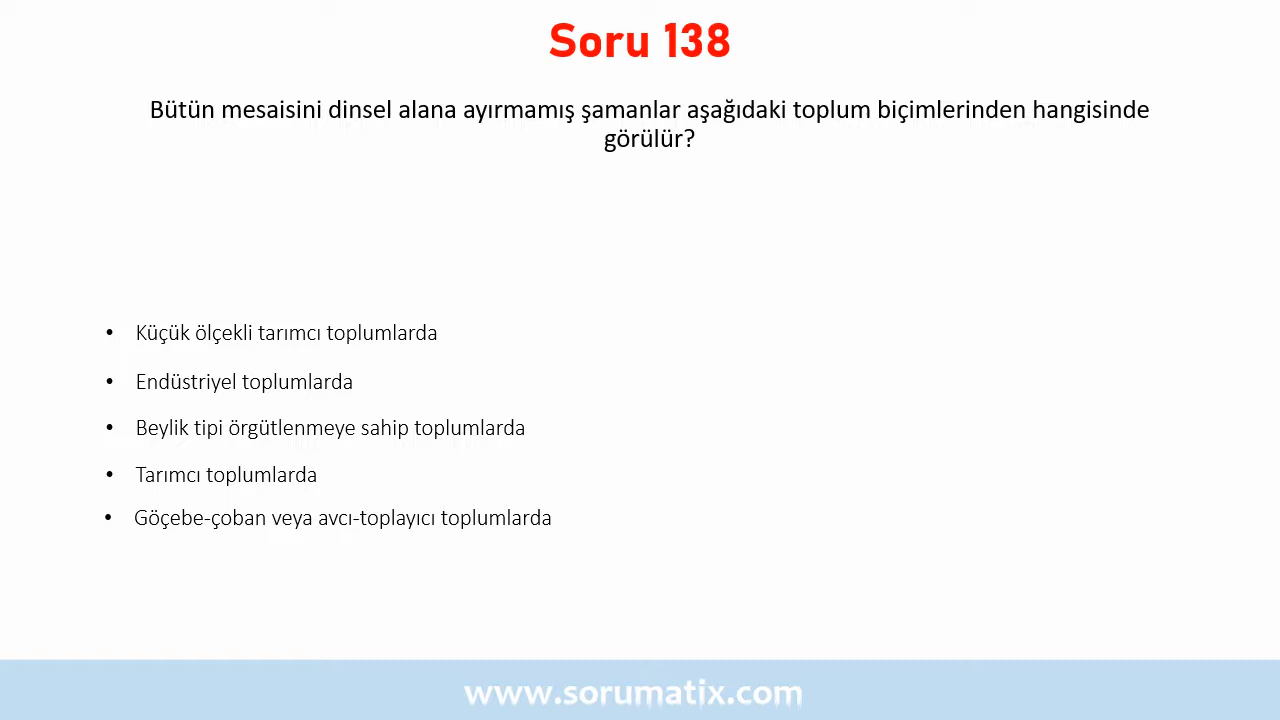 Soru 138
Bütün mesaisini dinsel alana ayırmamış şamanlar aşağıdaki toplum biçimlerinden hangisinde
görülür?
• Küçük ölçekli tarımcı toplumlarda
• Endüstriyel toplumlarda
• Beylik tipi örgütlenmeye sahip toplumlarda
• Tarımcı toplumlarda
• Göçebe-çoban veya avcı-toplayıcı toplumlarda
www.sorumatix.com